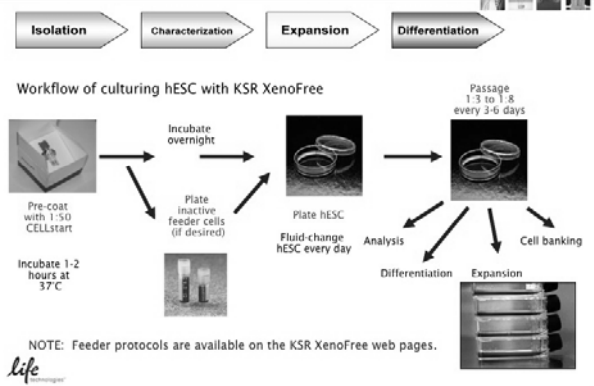 Isolation
Characterization
Expansion
Differentiation
Workflow of culturing hESC with KSR XenoFree
Passage
1:3 to 1:8
every 3-6 days
Incubate
overnight
Pre-coat
with 1:50
CELLstart
Incubate 1-2
hours at
37°C
Plate
inactive
feeder cells
(if desired)
Plate hESC
Fluid-change
hESC every day
Analysis
Cell banking
Differentiation
Expansion
NOTE: Feeder protocols are available on the KSR XenoFree web pages.
life
technologies™